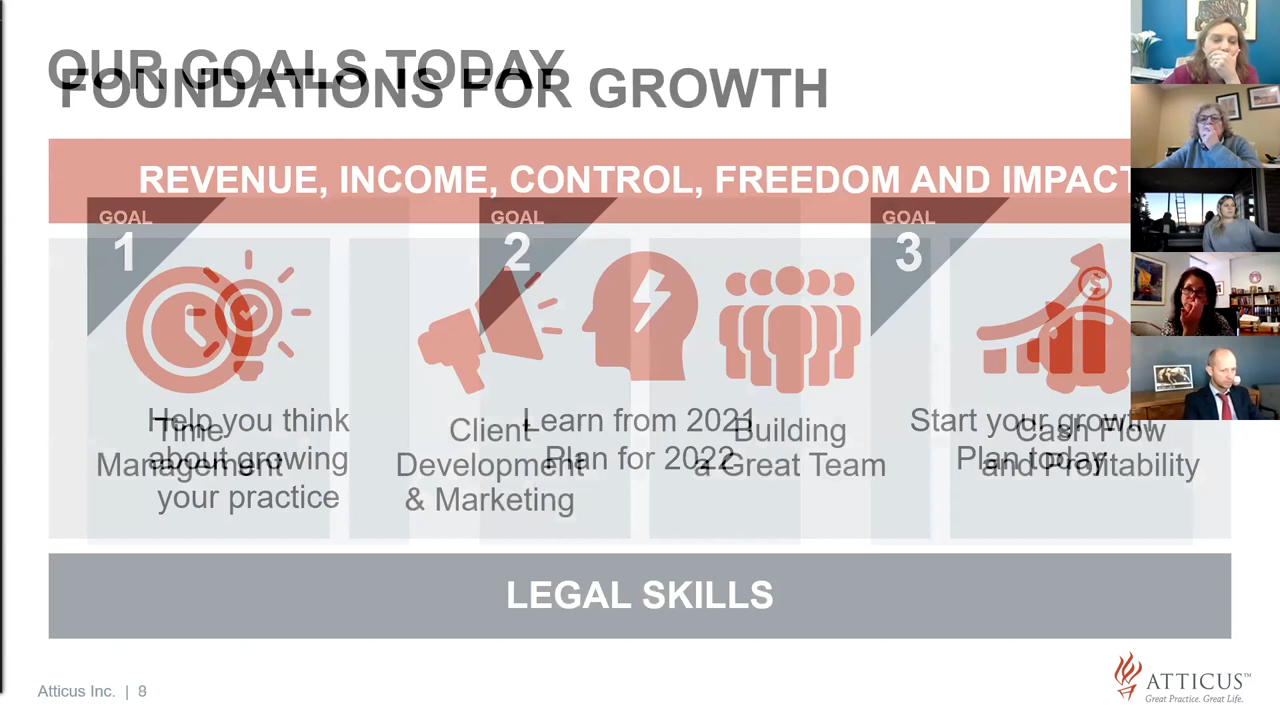 OUR GOALS TODAY
FOUNDATIONS FOR GROWTH
REVENUE, INCOME, CONTROL, FREEDOM AND IMPACT
GOAL
1
GOAL
2
GOAL
3
Help you think
about growing
your practice
Learn from 2021
Plan for 2022
Start your growth
Plan today
Time
Management
Client
Development
& Marketing
Building
a Great Team
Cash Flow
and Profitability
LEGAL SKILLS
Atticus Inc. |
ATTICUS™
Great Practice. Great Life.